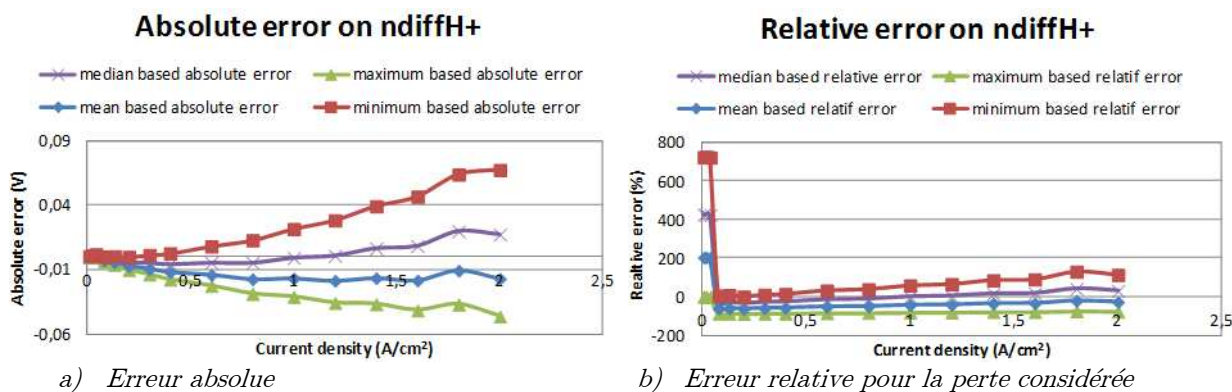 Absolute error on ndiffH+
median based absolute error
maximum based absolute error
mean based absolute error
minimum based absolute error
0,09
0,04
-0,01
-0,06
Absolute error (V)
0
0,5
1
1,5
2
2,5
Current density (A/cm²)
a) Erreur absolue
Relative error on ndiffH+
median based relative error
maximum based relatif error
mean based relatif error
minimum based relatif error
800
600
400
200
0
-200
Realative error (%)
0
0,5
1
1,5
2
2,5
Current density (A/cm²)
b) Erreur relative pour la perte considérée